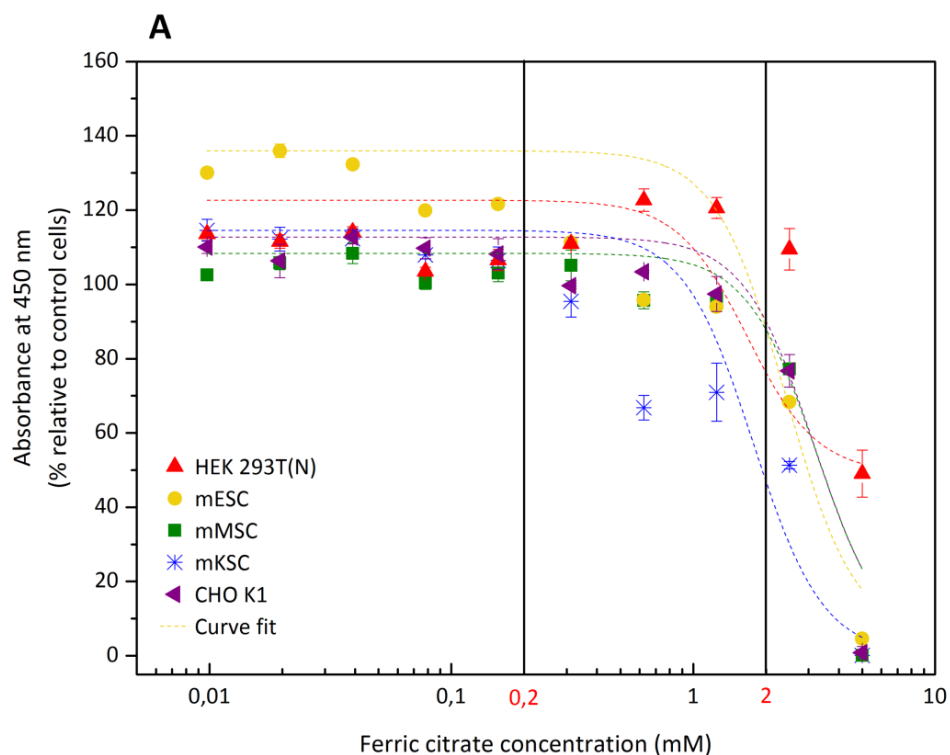 A
160
140
120
100
80
60
40
20
0
Absorbance at 450 nm
(% relative to control cells)
HEK 293T(N)
mESC
mMSC
mKSC
CHO K1
Curve fit
0,01
0,1
0,2
1
2
10
Ferric citrate concentration (mM)